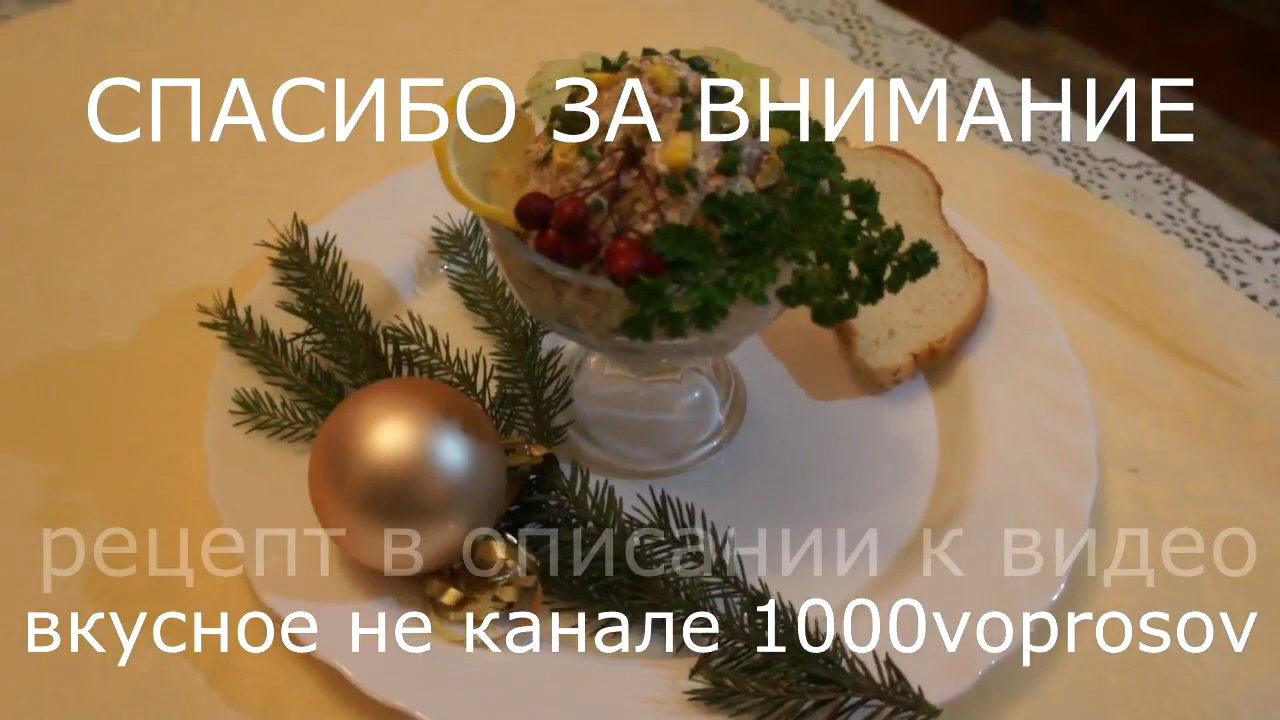 СПАСИБО ЗА ВНИМАНИЕ
рецепт в описании к видео
вкусное не канале 1000voprosov